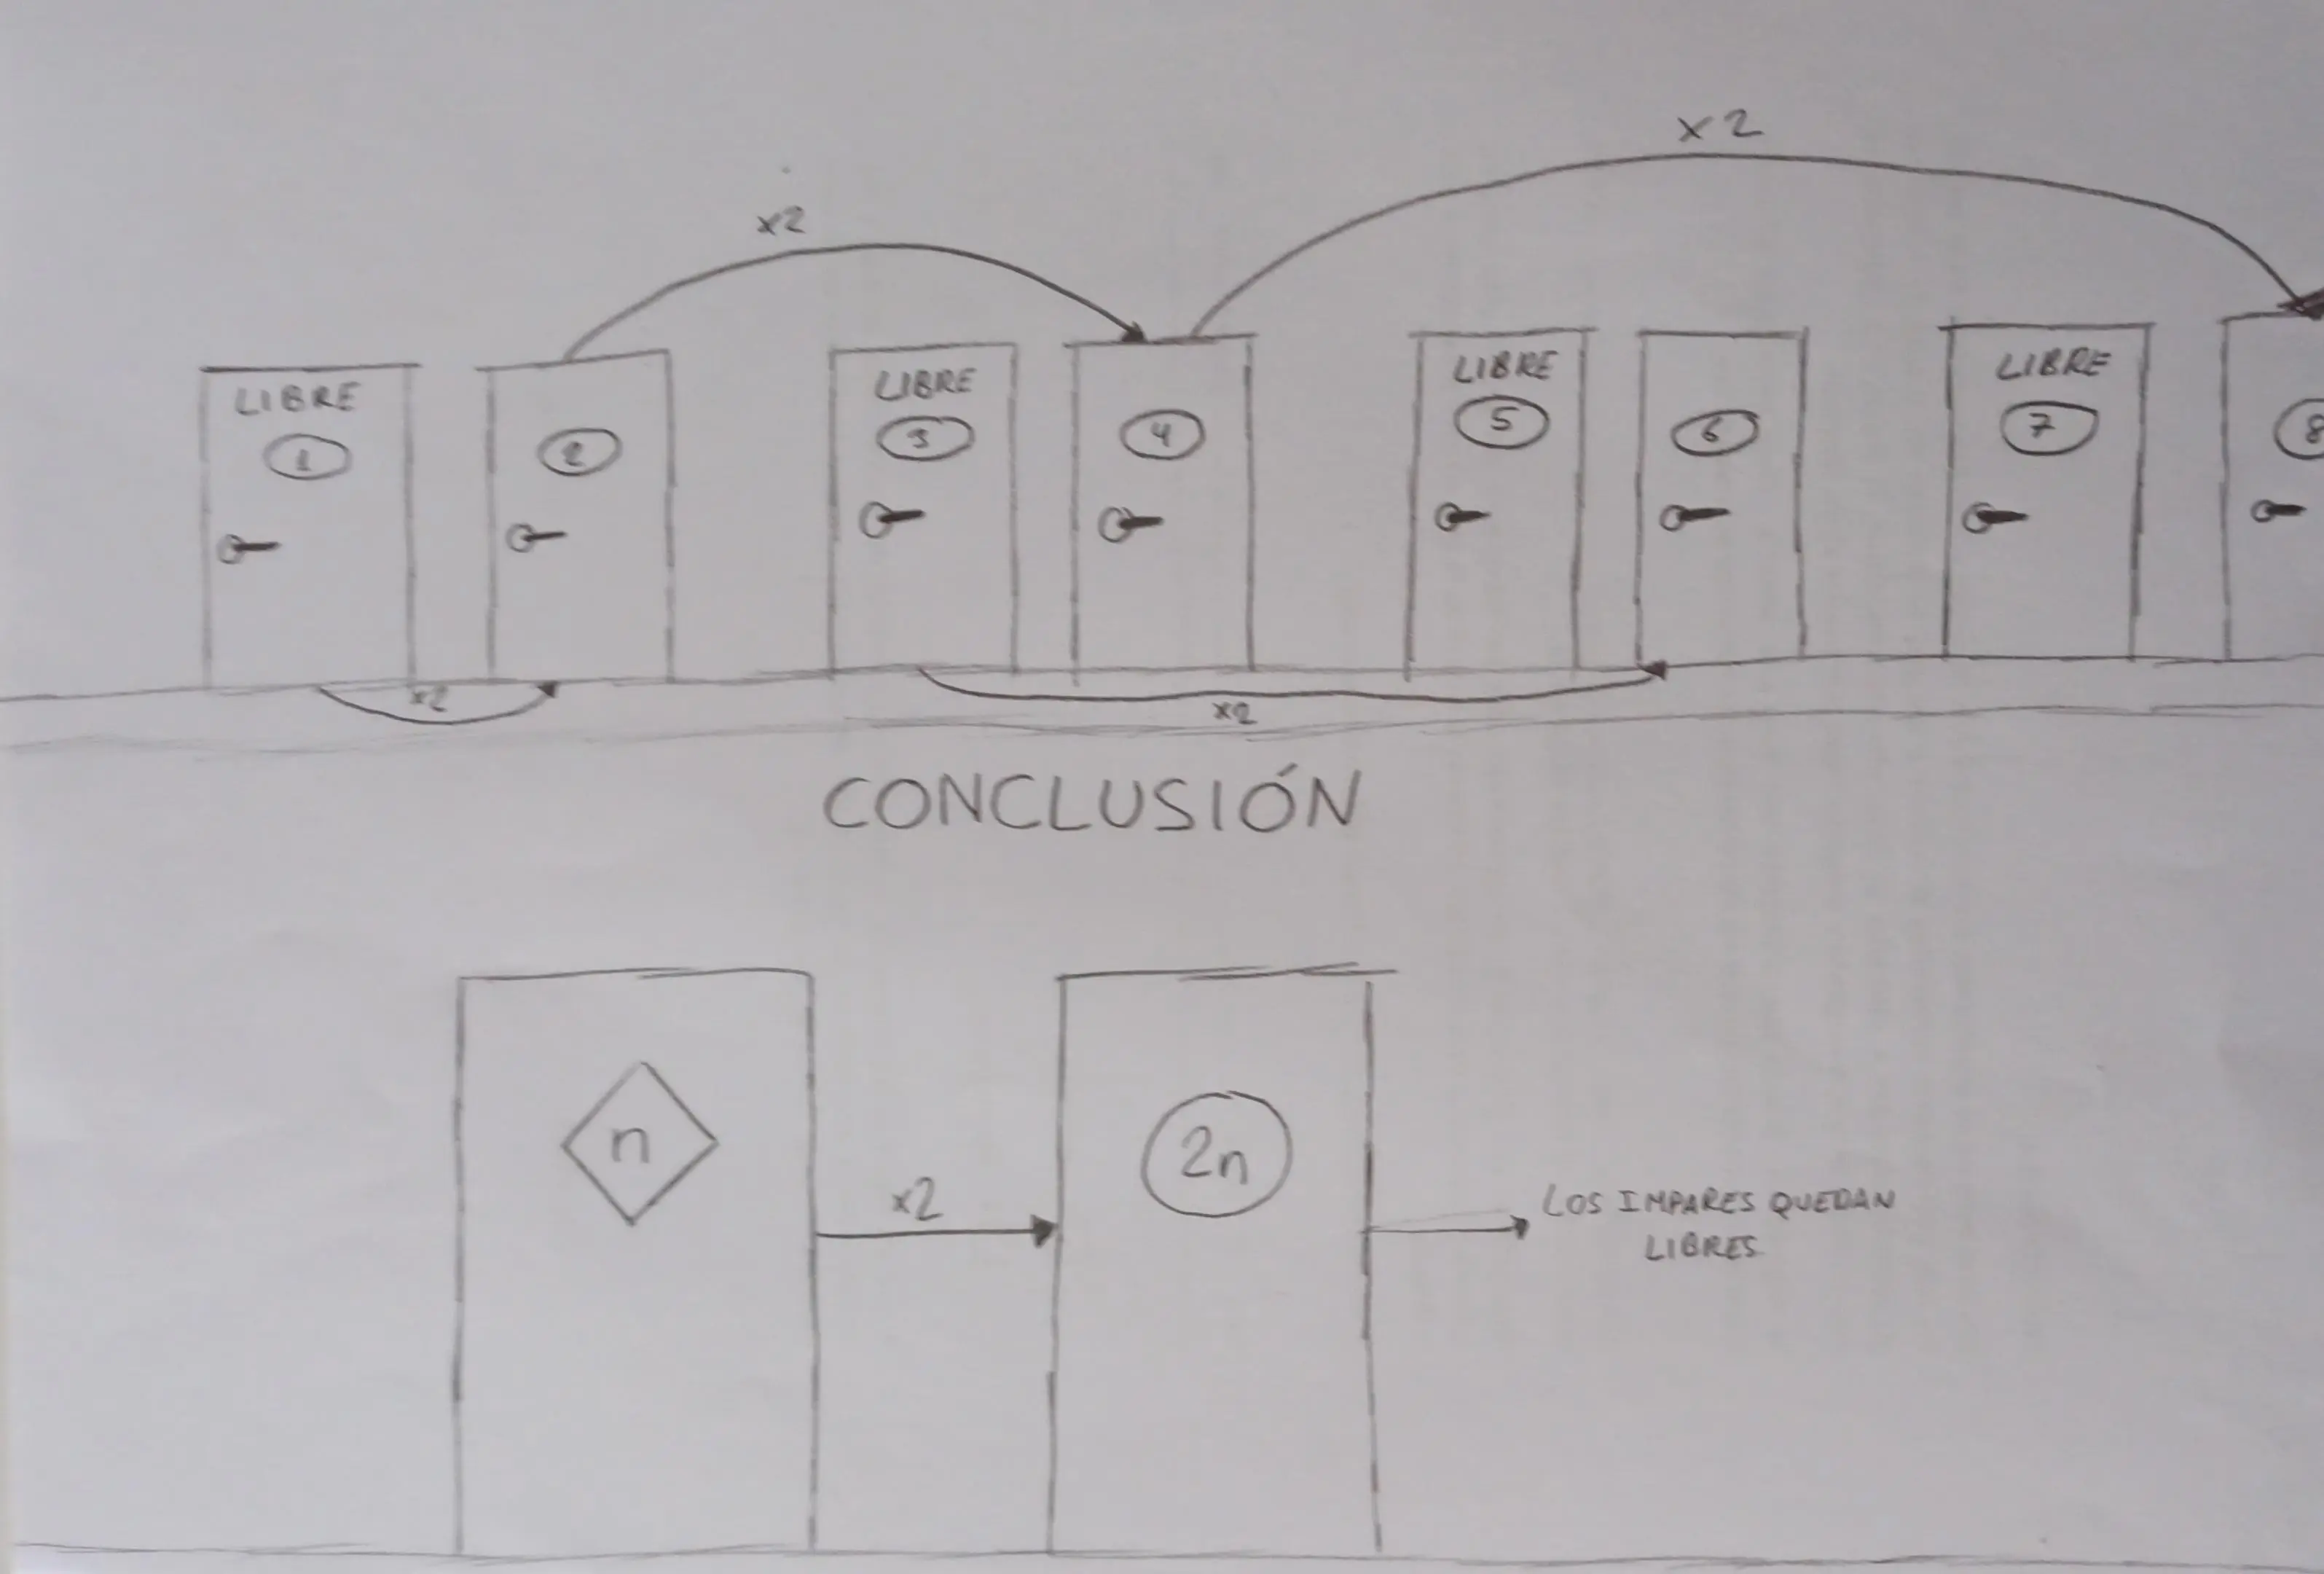 x2
x2
LIBRE LIBRE LIBRE LIBRE
1 2 3 4 5 6 7 8
x2 x2
CONCLUSIÓN
n 2n
x2
LOS IMPARES QUEDAN
LIBRES